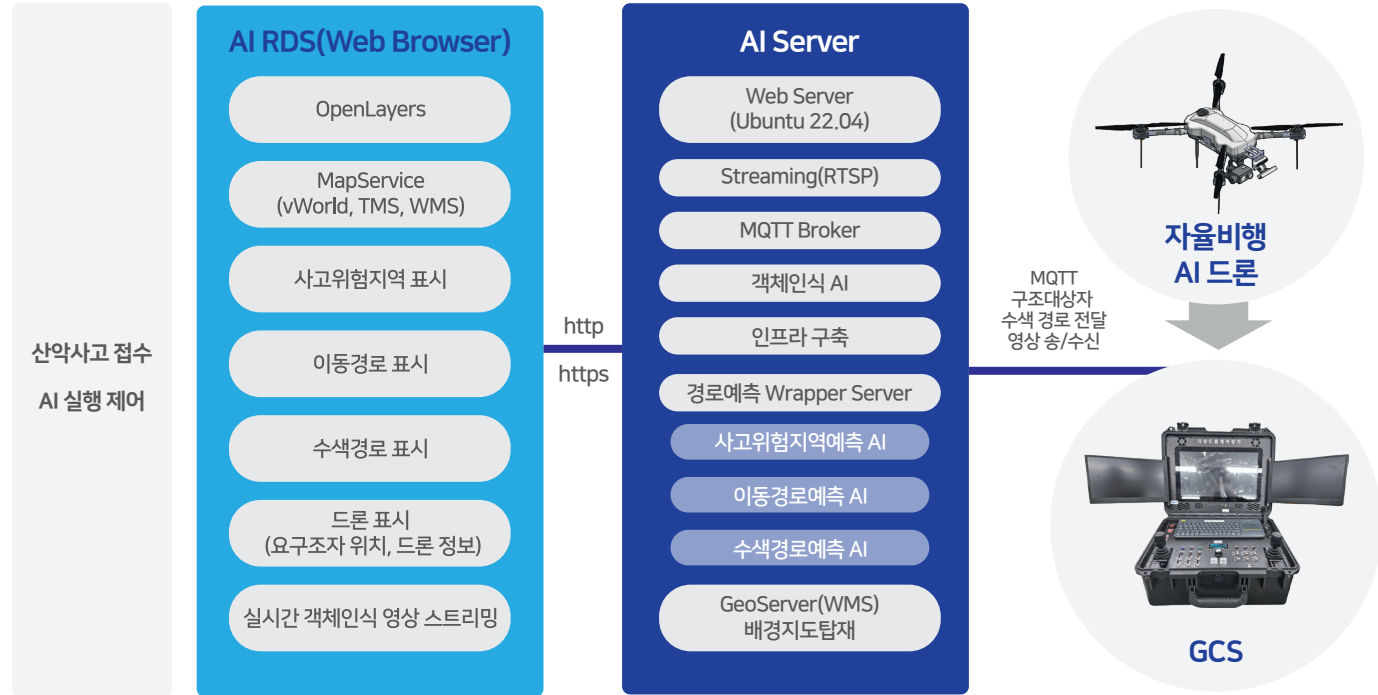 산악사고 접수
AI 실행 제어
AI RDS(Web Browser)
OpenLayers
MapService
(vWorld, TMS, WMS)
사고위험지역 표시
이동경로 표시
수색경로 표시
드론 표시
(요구조자 위치, 드론 정보)
실시간 객체인식 영상 스트리밍
http
https
AI Server
Web Server
(Ubuntu 22.04)
Streaming(RTSP)
MQTT Broker
객체인식 AI
인프라 구축
경로예측 Wrapper Server
사고위험지역예측 AI
이동경로예측 AI
수색경로예측 AI
GeoServer(WMS)
배경지도탑재
MQTT
구조대상자
수색 경로 전달
영상 송/수신
자율비행
AI 드론
GCS